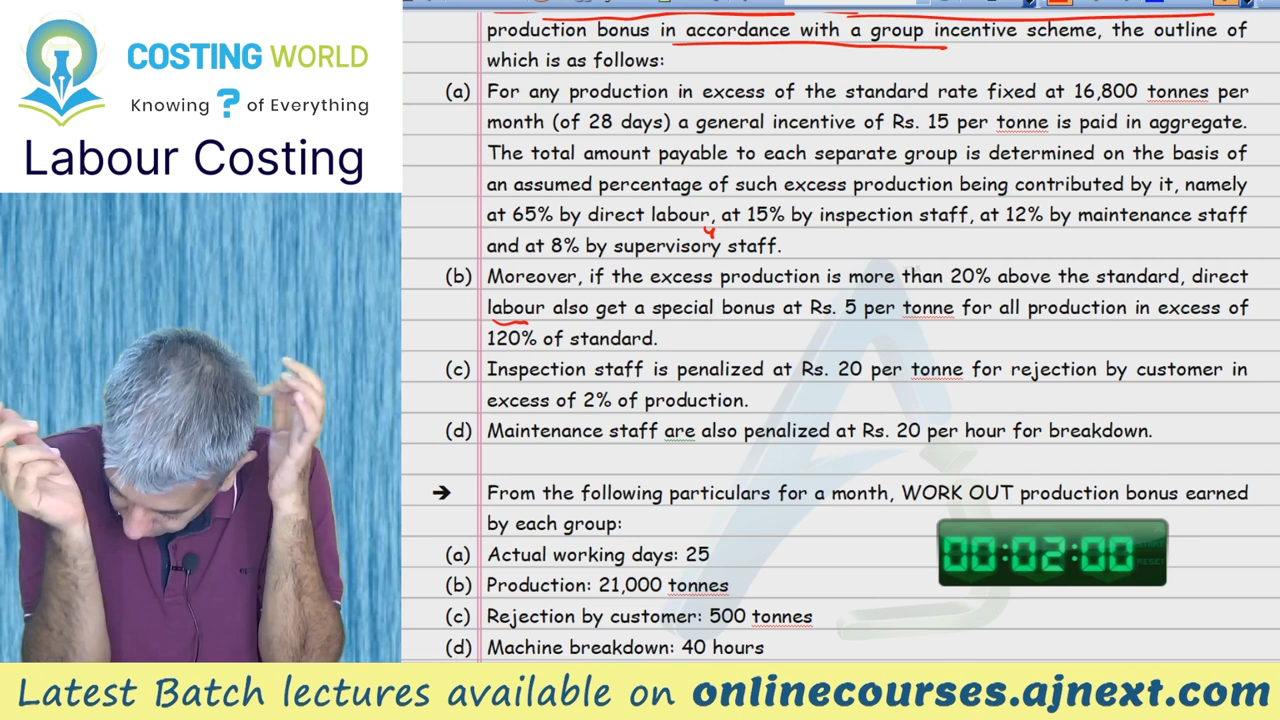 COSTING WORLD
Knowing ? of Everything
Labour Costing
production bonus in accordance with a group incentive scheme, the outline of
which is as follows:
(a) For any production in excess of the standard rate fixed at 16,800 tonnes per
month (of 28 days) a general incentive of Rs. 15 per tonne is paid in aggregate.
The total amount payable to each separate group is determined on the basis of
an assumed percentage of such excess production being contributed by it, namely
at 65% by direct labour, at 15% by inspection staff, at 12% by maintenance staff
and at 8% by supervisory staff.
(b) Moreover, if the excess production is more than 20% above the standard, direct
labour also get a special bonus at Rs. 5 per tonne for all production in excess of
120% of standard.
(c) Inspection staff is penalized at Rs. 20 per tonne for rejection by customer in
excess of 2% of production.
(d) Maintenance staff are also penalized at Rs. 20 per hour for breakdown.
➔ From the following particulars for a month, WORK OUT production bonus earned
by each group:
(a) Actual working days: 25
(b) Production: 21,000 tonnes
(c) Rejection by customer: 500 tonnes
(d) Machine breakdown: 40 hours
00:02:00
RESET
Latest Batch lectures available on onlinecourses.ajnext.com